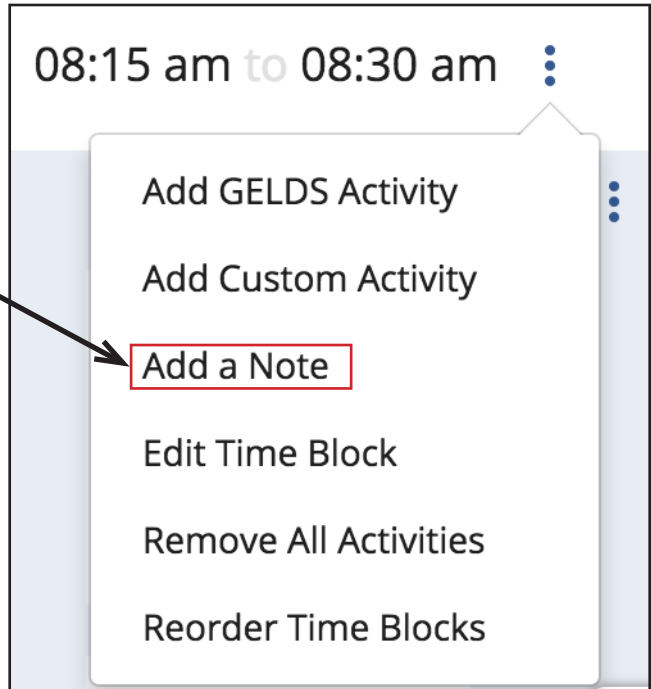 08:15 am to 08:30 am
Add GELDS Activity
Add Custom Activity
Add a Note
Edit Time Block
Remove All Activities
Reorder Time Blocks